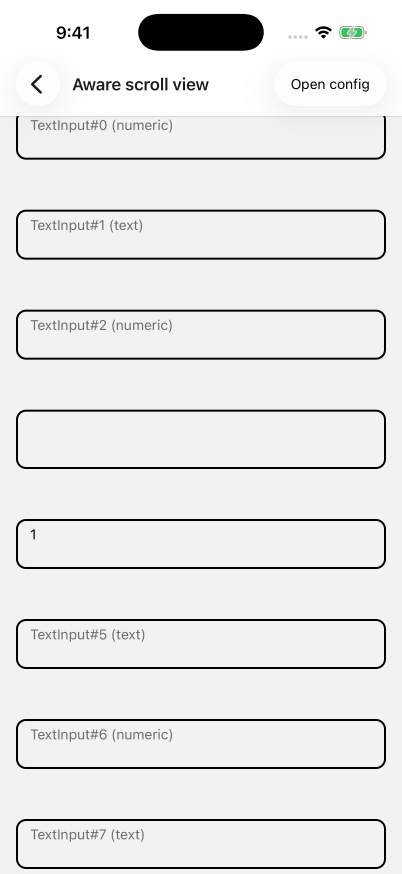 9:41
Aware scroll view
Open config
TextInput#0 (numeric)
TextInput#1 (text)
TextInput#2 (numeric)
1
TextInput#5 (text)
TextInput#6 (numeric)
TextInput#7 (text)